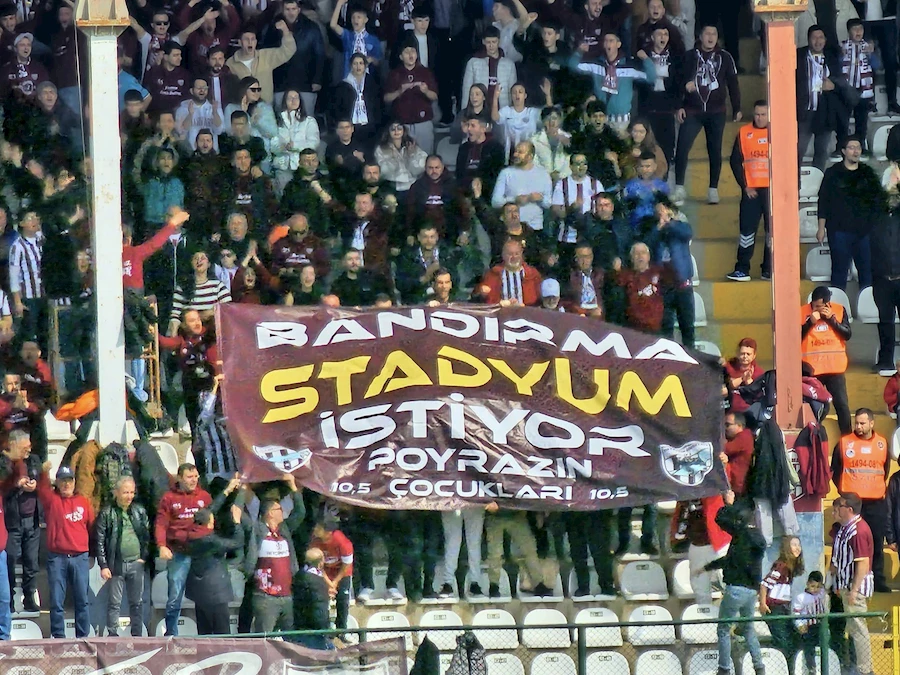 BANDIRMA
STADYUM
İSTİYOR
POYRAZIN
10,5 ÇOCUKLARI 10,5